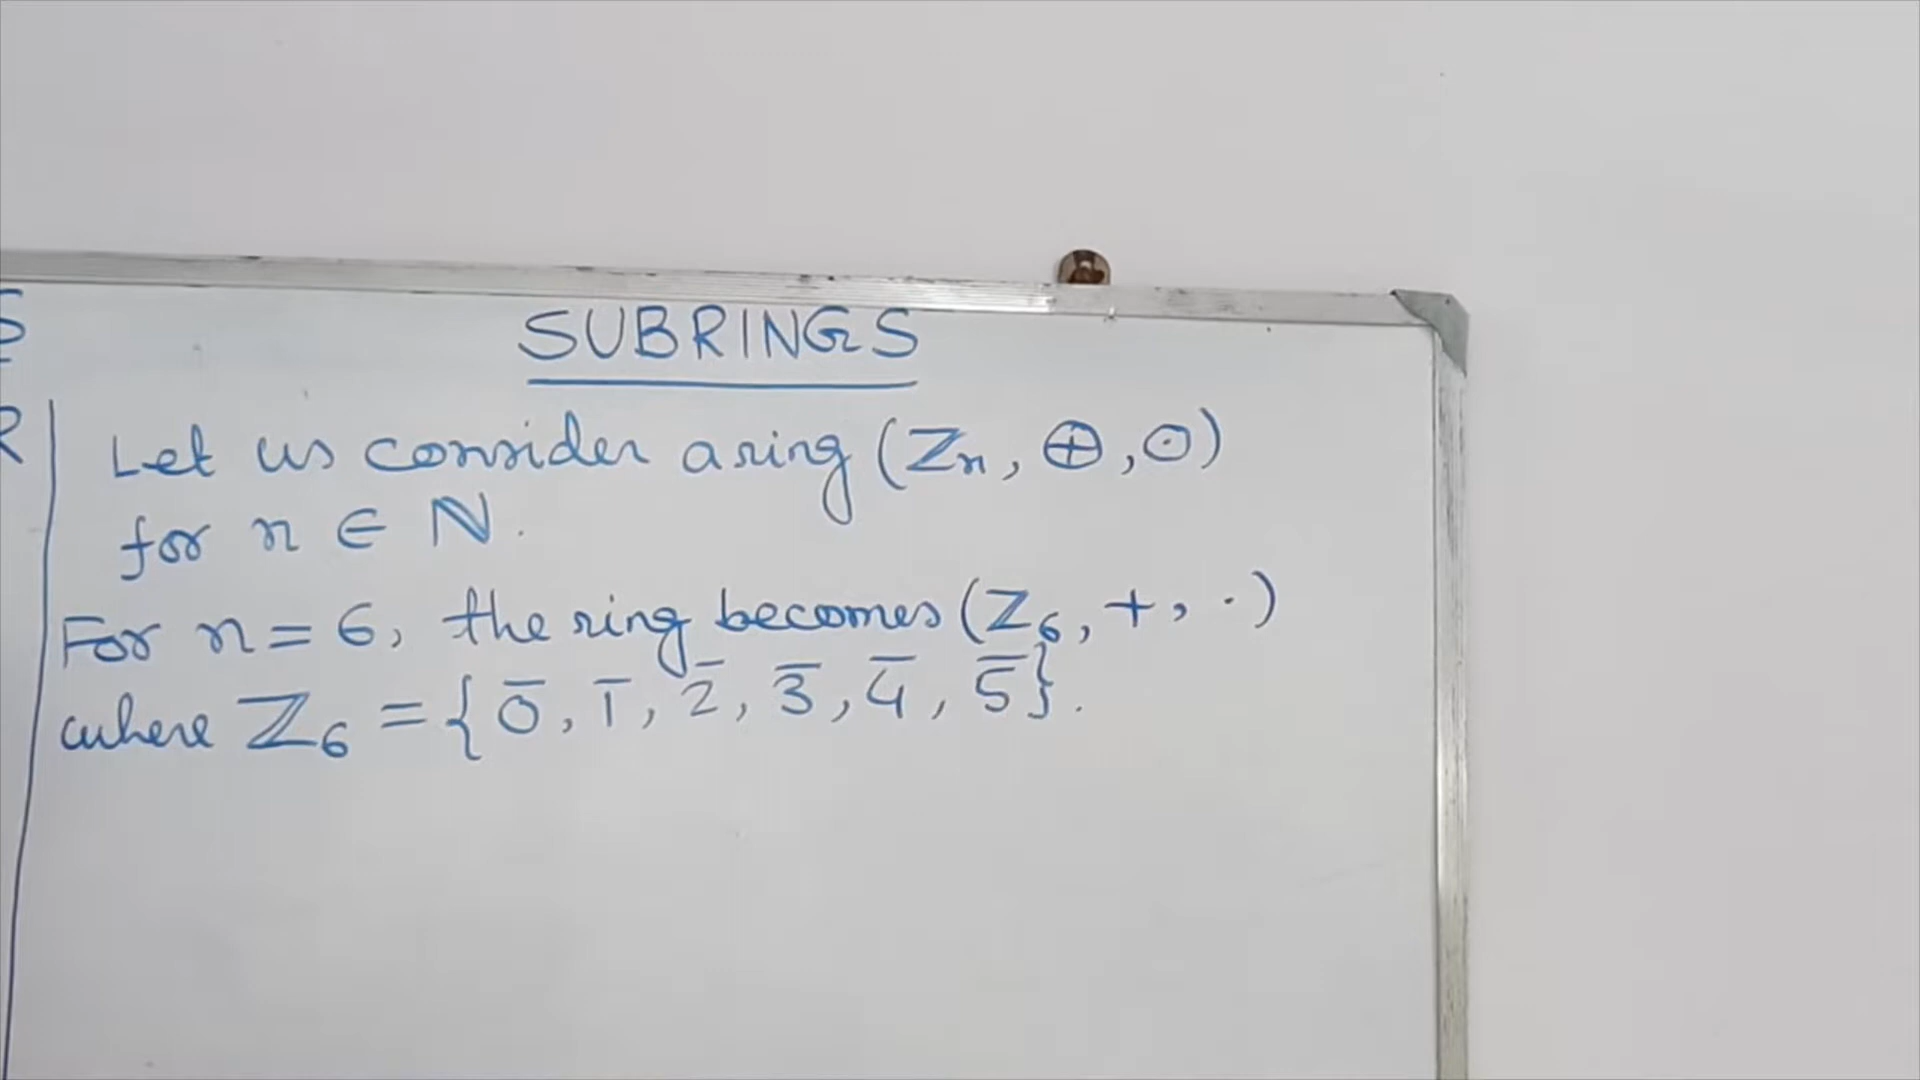 SUBRINGS
Let us consider a ring (Zn, ⊕, ⊙)
for n ∈ ℕ.
For n = 6, the ring becomes (Z₆, +, ·)
where ℤ₆ = {0̅, 1̅, 2̅, 3̅, 4̅, 5̅}.